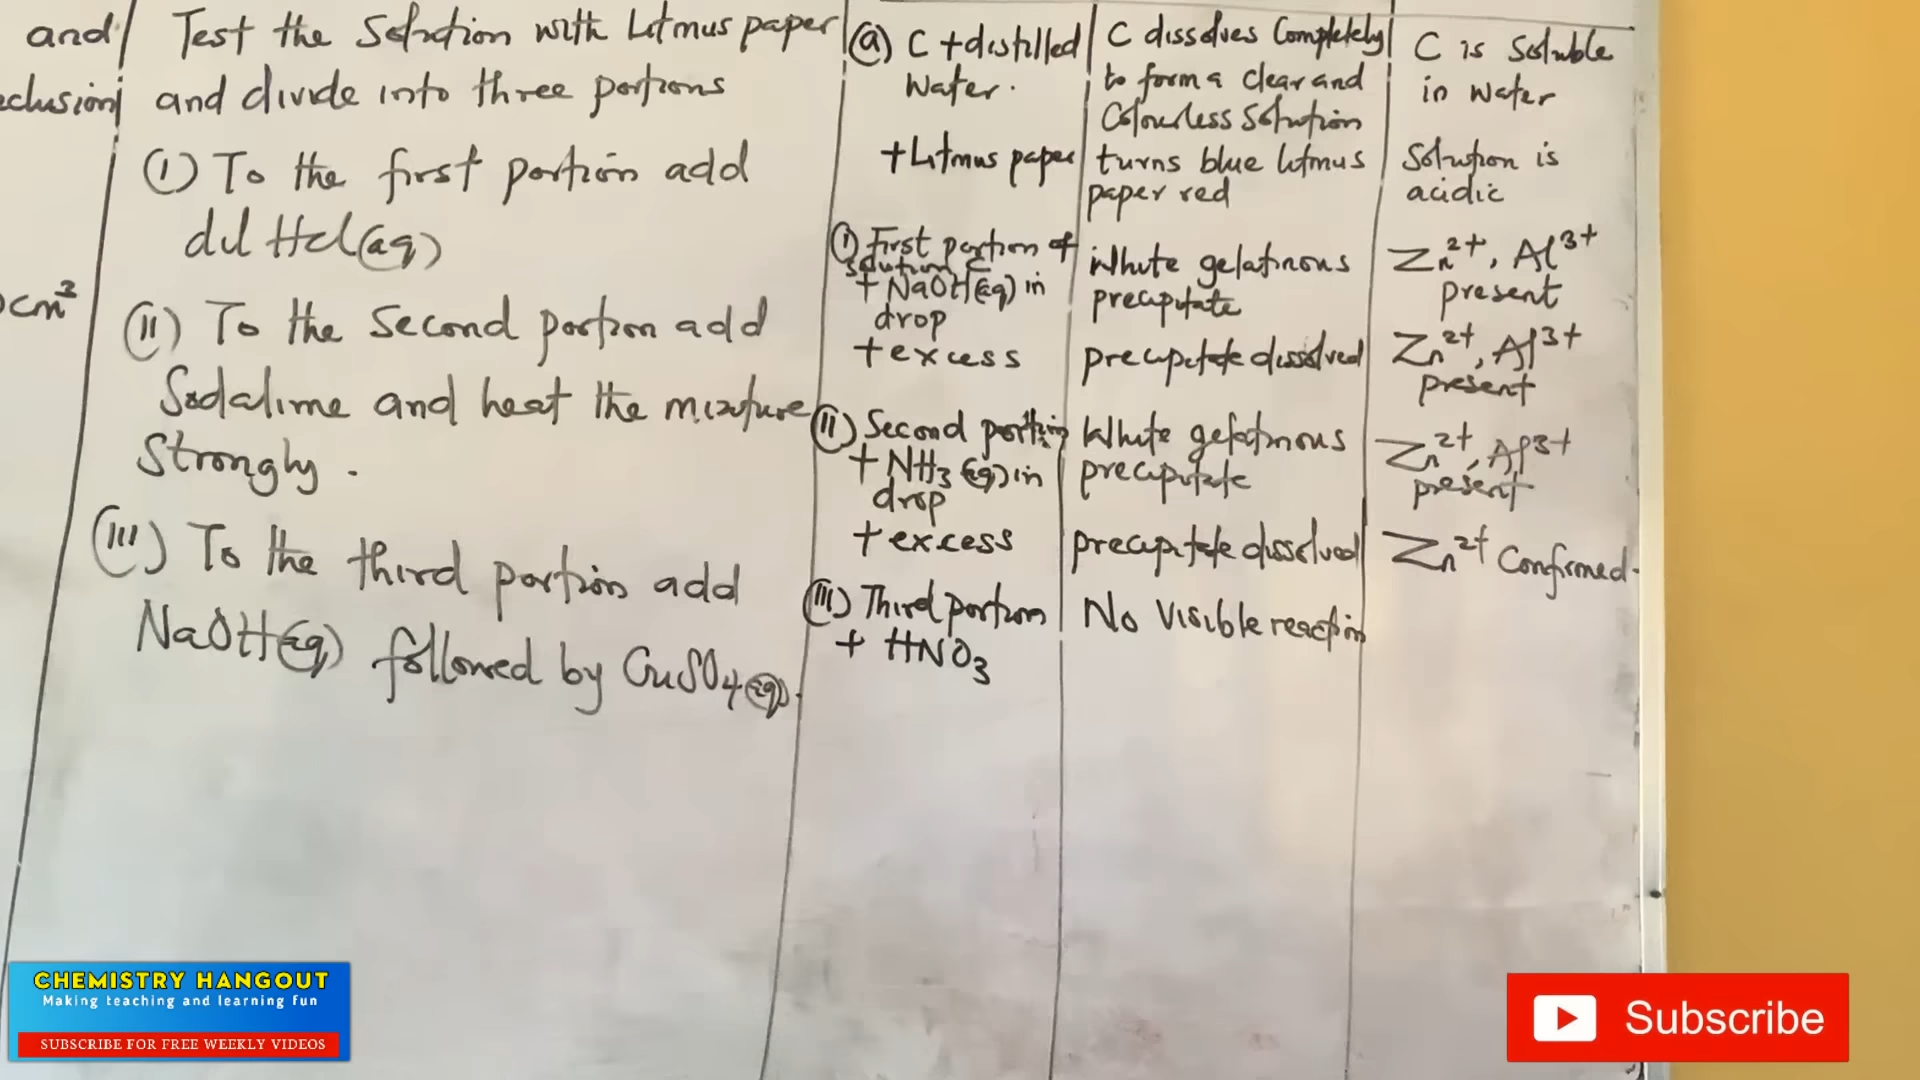 and
clusion
cm³
Test the Solution with Litmus paper
and divide into three portions
(I) To the first portion add
dil Hcl(aq)
(II) To the Second portion add
Sodalime and heat the mixture
Strongly.
(III) To the third portion add
NaOH(aq) followed by CuSO4(aq).
(a) C + distilled
Water.
+ Litmus paper
(I) First portion of
solution C
+ NaOH(aq) in
drop
+ excess
(II) Second portion
+ NH3(aq) in
drop
+ excess
(III) Third portion
+ HNO3
C dissolves Completely
to form a clear and
Colourless Solution
turns blue litmus
paper red
White gelatinous
precipitate
precipitate dissolved
White gelatinous
precipitate
precipitate dissolved
No Visible reaction
C is Soluble
in water
Solution is
acidic
Zn²⁺, Al³⁺
present
Zn²⁺, Al³⁺
present
Zn²⁺, Al³⁺
present
Zn²⁺ Confirmed.
CHEMISTRY HANGOUT
Making teaching and learning fun
SUBSCRIBE FOR FREE WEEKLY VIDEOS
Subscribe